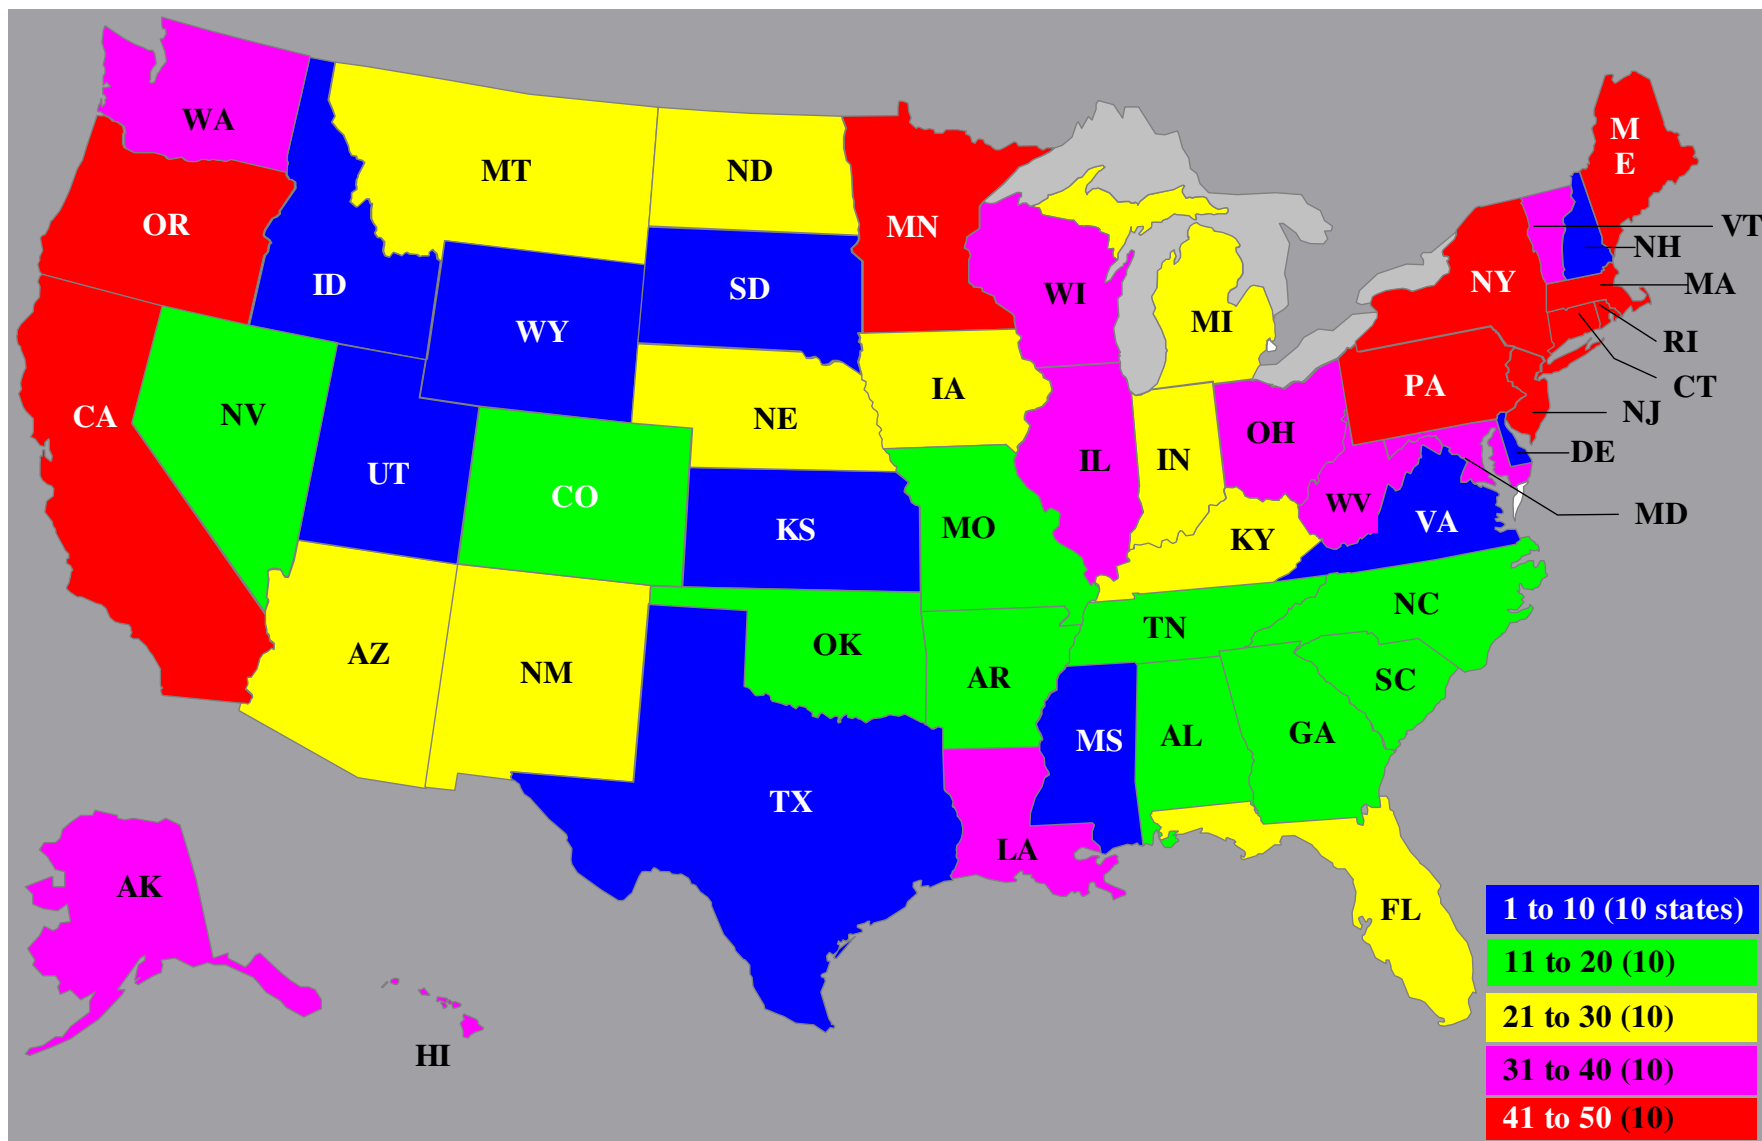 WA
MT
ND
M
E
OR
MN
VT
NH
ID
SD
WI
NY
MA
WY
MI
RI
IA
PA
CT
CA
NV
NE
NJ
OH
DE
UT
CO
IL
IN
WV
MD
KS
MO
KY
VA
NC
TN
AZ
NM
OK
AR
SC
MS
AL
GA
TX
LA
AK
FL
HI
1 to 10 (10 states)
11 to 20 (10)
21 to 30 (10)
31 to 40 (10)
41 to 50 (10)